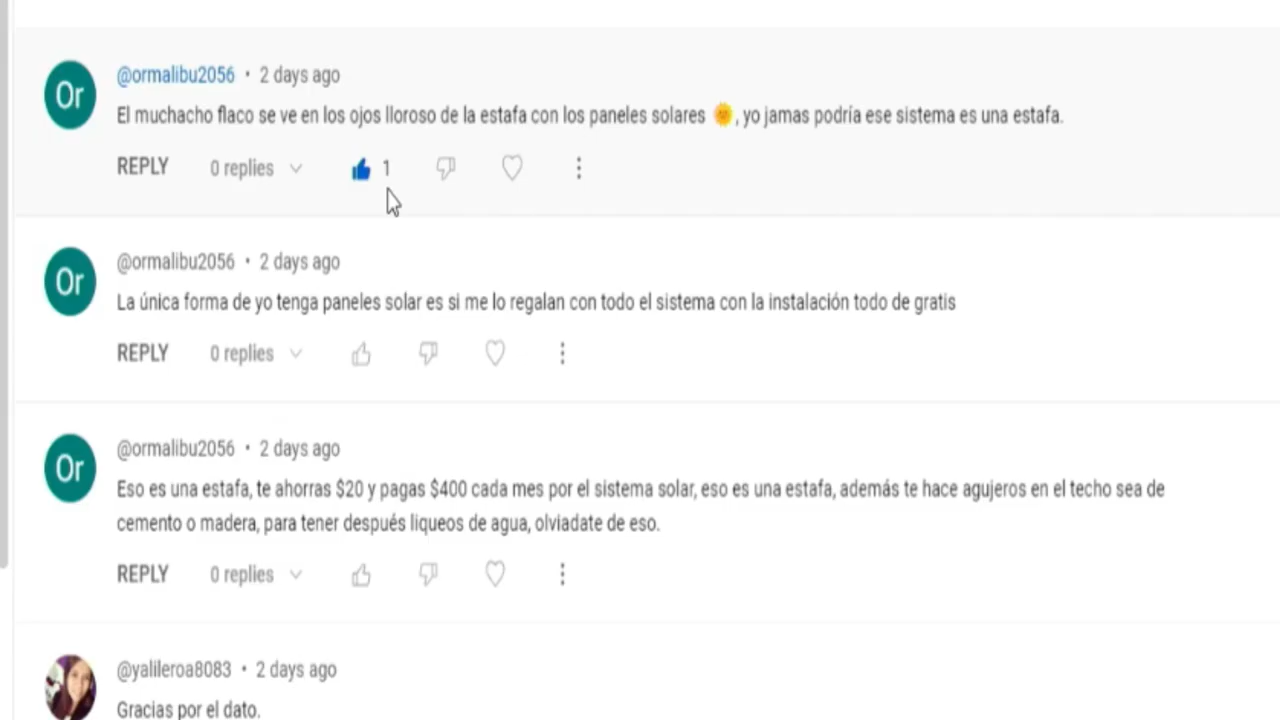 @ormalibu2056 • 2 days ago
El muchacho flaco se ve en los ojos lloroso de la estafa con los paneles solares 🌞, yo jamas podría ese sistema es una estafa.
REPLY 0 replies 1
Or
@ormalibu2056 • 2 days ago
La única forma de yo tenga paneles solar es si me lo regalan con todo el sistema con la instalación todo de gratis
REPLY 0 replies
Or
@ormalibu2056 • 2 days ago
Eso es una estafa, te ahorras $20 y pagas $400 cada mes por el sistema solar, eso es una estafa, además te hace agujeros en el techo sea de
cemento o madera, para tener después liqueos de agua, olviadate de eso.
REPLY 0 replies
Or
@yalileroa8083 • 2 days ago
Gracias por el dato.